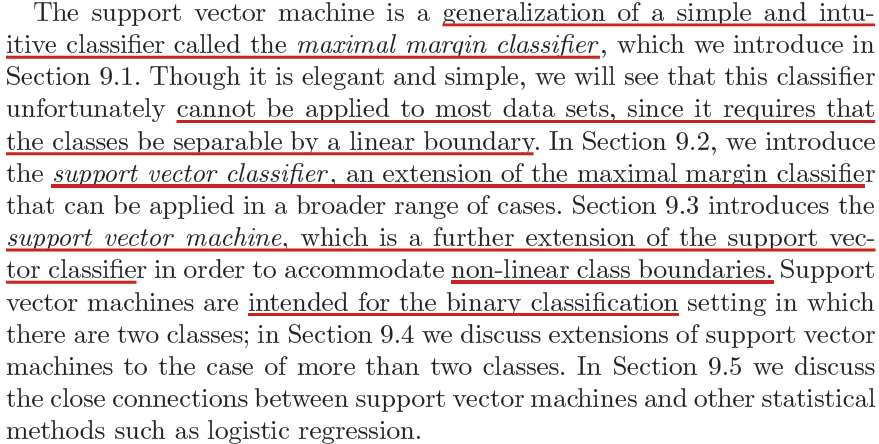 The support vector machine is a generalization of a simple and intu-
itive classifier called the maximal margin classifier, which we introduce in
Section 9.1. Though it is elegant and simple, we will see that this classifier
unfortunately cannot be applied to most data sets, since it requires that
the classes be separable by a linear boundary. In Section 9.2, we introduce
the support vector classifier, an extension of the maximal margin classifier
that can be applied in a broader range of cases. Section 9.3 introduces the
support vector machine, which is a further extension of the support vec-
tor classifier in order to accommodate non-linear class boundaries. Support
vector machines are intended for the binary classification setting in which
there are two classes; in Section 9.4 we discuss extensions of support vector
machines to the case of more than two classes. In Section 9.5 we discuss
the close connections between support vector machines and other statistical
methods such as logistic regression.